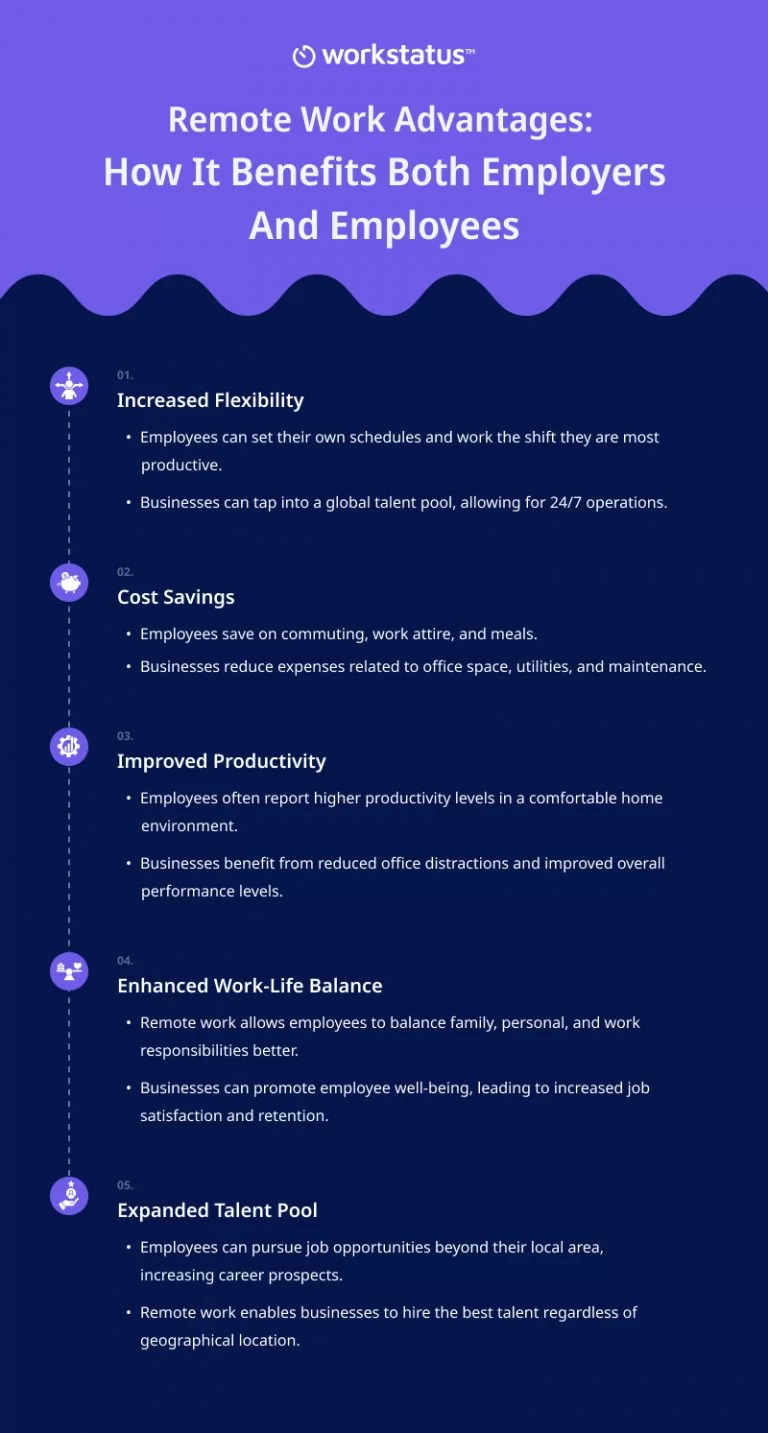 workstatus™
Remote Work Advantages:
How It Benefits Both Employers
And Employees
01.
Increased Flexibility
• Employees can set their own schedules and work the shift they are most
productive.
• Businesses can tap into a global talent pool, allowing for 24/7 operations.
02.
Cost Savings
• Employees save on commuting, work attire, and meals.
• Businesses reduce expenses related to office space, utilities, and maintenance.
03.
Improved Productivity
• Employees often report higher productivity levels in a comfortable home
environment.
• Businesses benefit from reduced office distractions and improved overall
performance levels.
04.
Enhanced Work-Life Balance
• Remote work allows employees to balance family, personal, and work
responsibilities better.
• Businesses can promote employee well-being, leading to increased job
satisfaction and retention.
05.
Expanded Talent Pool
• Employees can pursue job opportunities beyond their local area,
increasing career prospects.
• Remote work enables businesses to hire the best talent regardless of
geographical location.